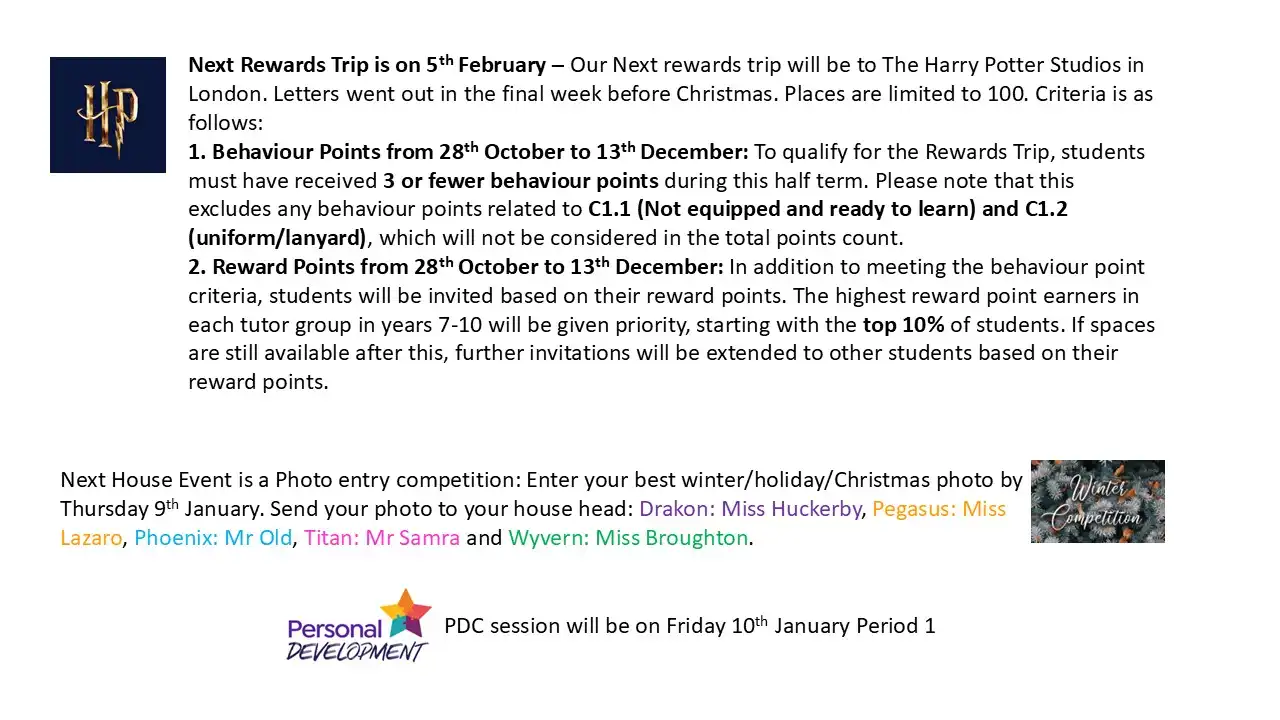 HP
Next Rewards Trip is on 5th February – Our Next rewards trip will be to The Harry Potter Studios in
London. Letters went out in the final week before Christmas. Places are limited to 100. Criteria is as
follows:
1. Behaviour Points from 28th October to 13th December: To qualify for the Rewards Trip, students
must have received 3 or fewer behaviour points during this half term. Please note that this
excludes any behaviour points related to C1.1 (Not equipped and ready to learn) and C1.2
(uniform/lanyard), which will not be considered in the total points count.
2. Reward Points from 28th October to 13th December: In addition to meeting the behaviour point
criteria, students will be invited based on their reward points. The highest reward point earners in
each tutor group in years 7-10 will be given priority, starting with the top 10% of students. If spaces
are still available after this, further invitations will be extended to other students based on their
reward points.
Next House Event is a Photo entry competition: Enter your best winter/holiday/Christmas photo by
Thursday 9th January. Send your photo to your house head: Drakon: Miss Huckerby, Pegasus: Miss
Lazaro, Phoenix: Mr Old, Titan: Mr Samra and Wyvern: Miss Broughton.
Winter
Competition
Personal
DEVELOPMENT
PDC session will be on Friday 10th January Period 1